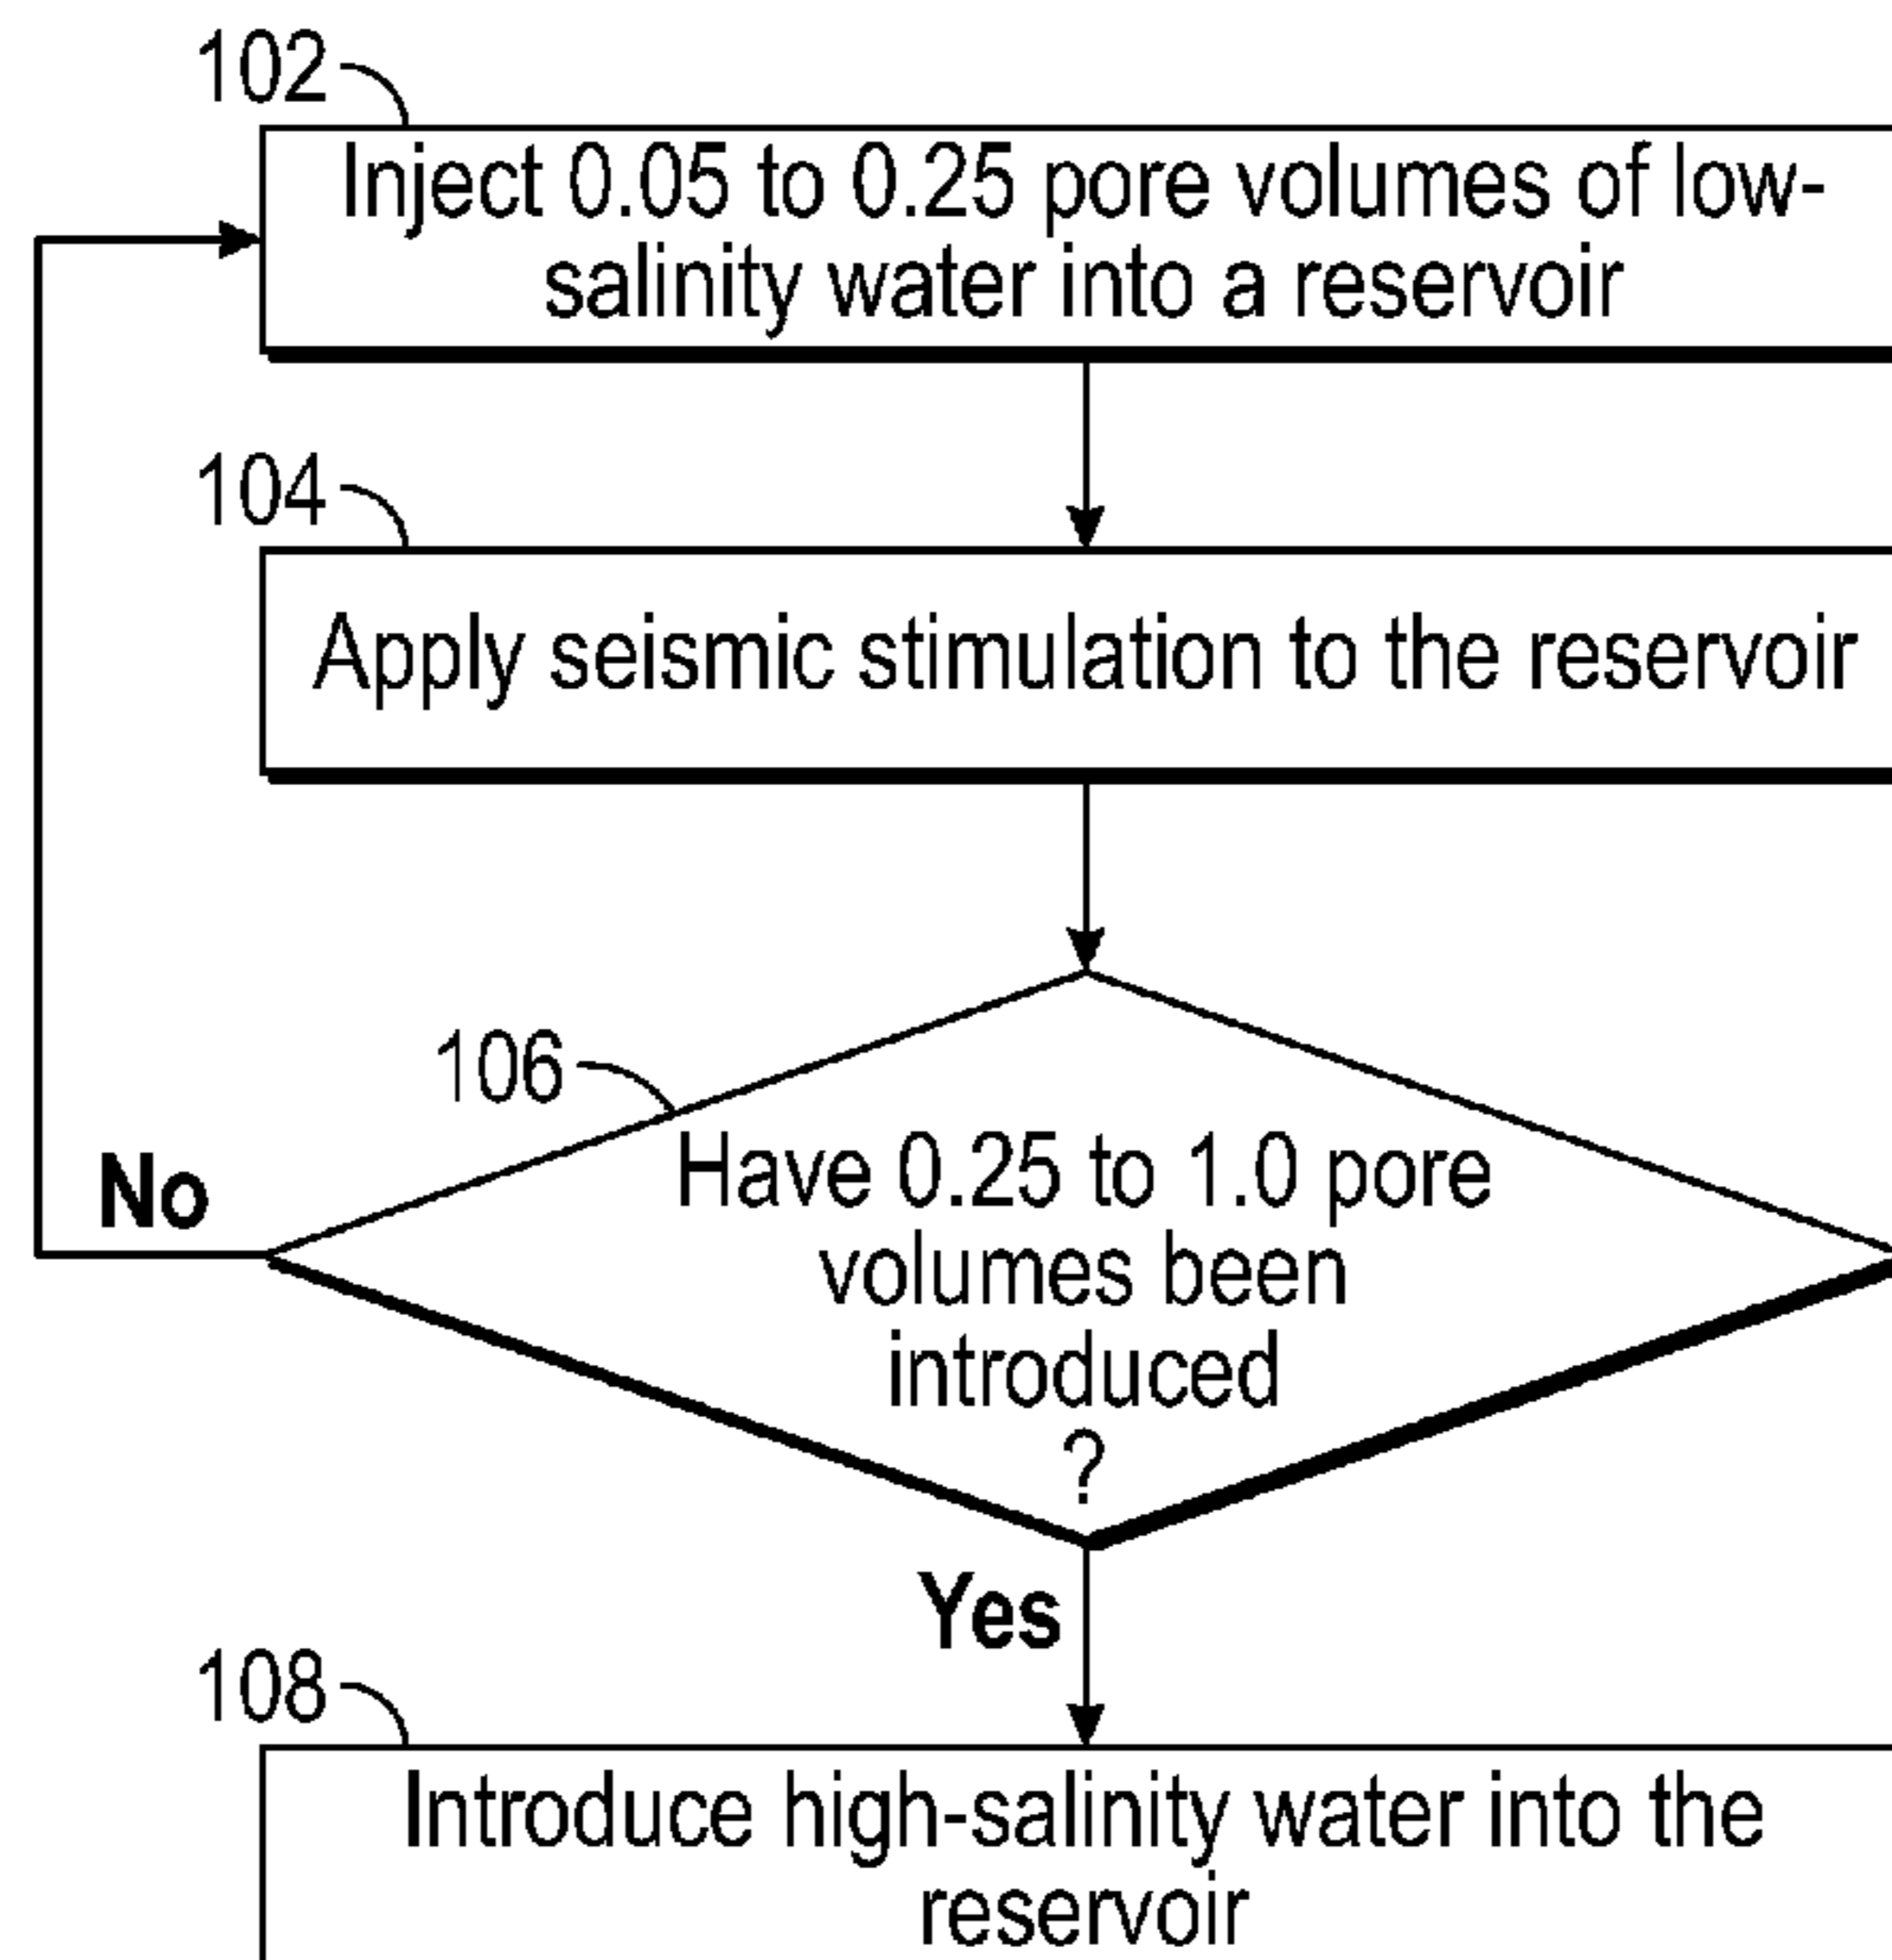 102
Inject 0.05 to 0.25 pore volumes of low-
salinity water into a reservoir
104
Apply seismic stimulation to the reservoir
106
Have 0.25 to 1.0 pore
volumes been
introduced
?
No
Yes
108
Introduce high-salinity water into the
reservoir